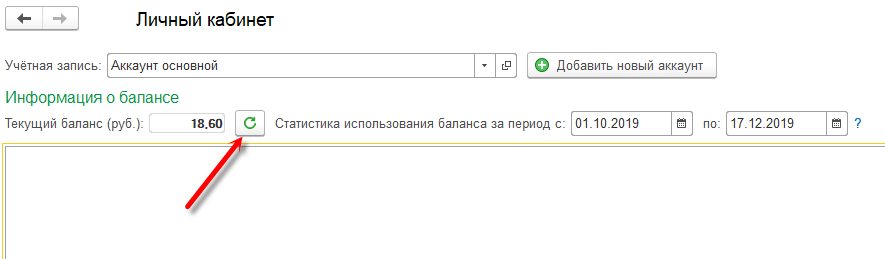 Личный кабинет
Учётная запись: Аккаунт основной Добавить новый аккаунт
Информация о балансе
Текущий баланс (руб.): 18,60 Статистика использования баланса за период с: 01.10.2019 по: 17.12.2019 ?